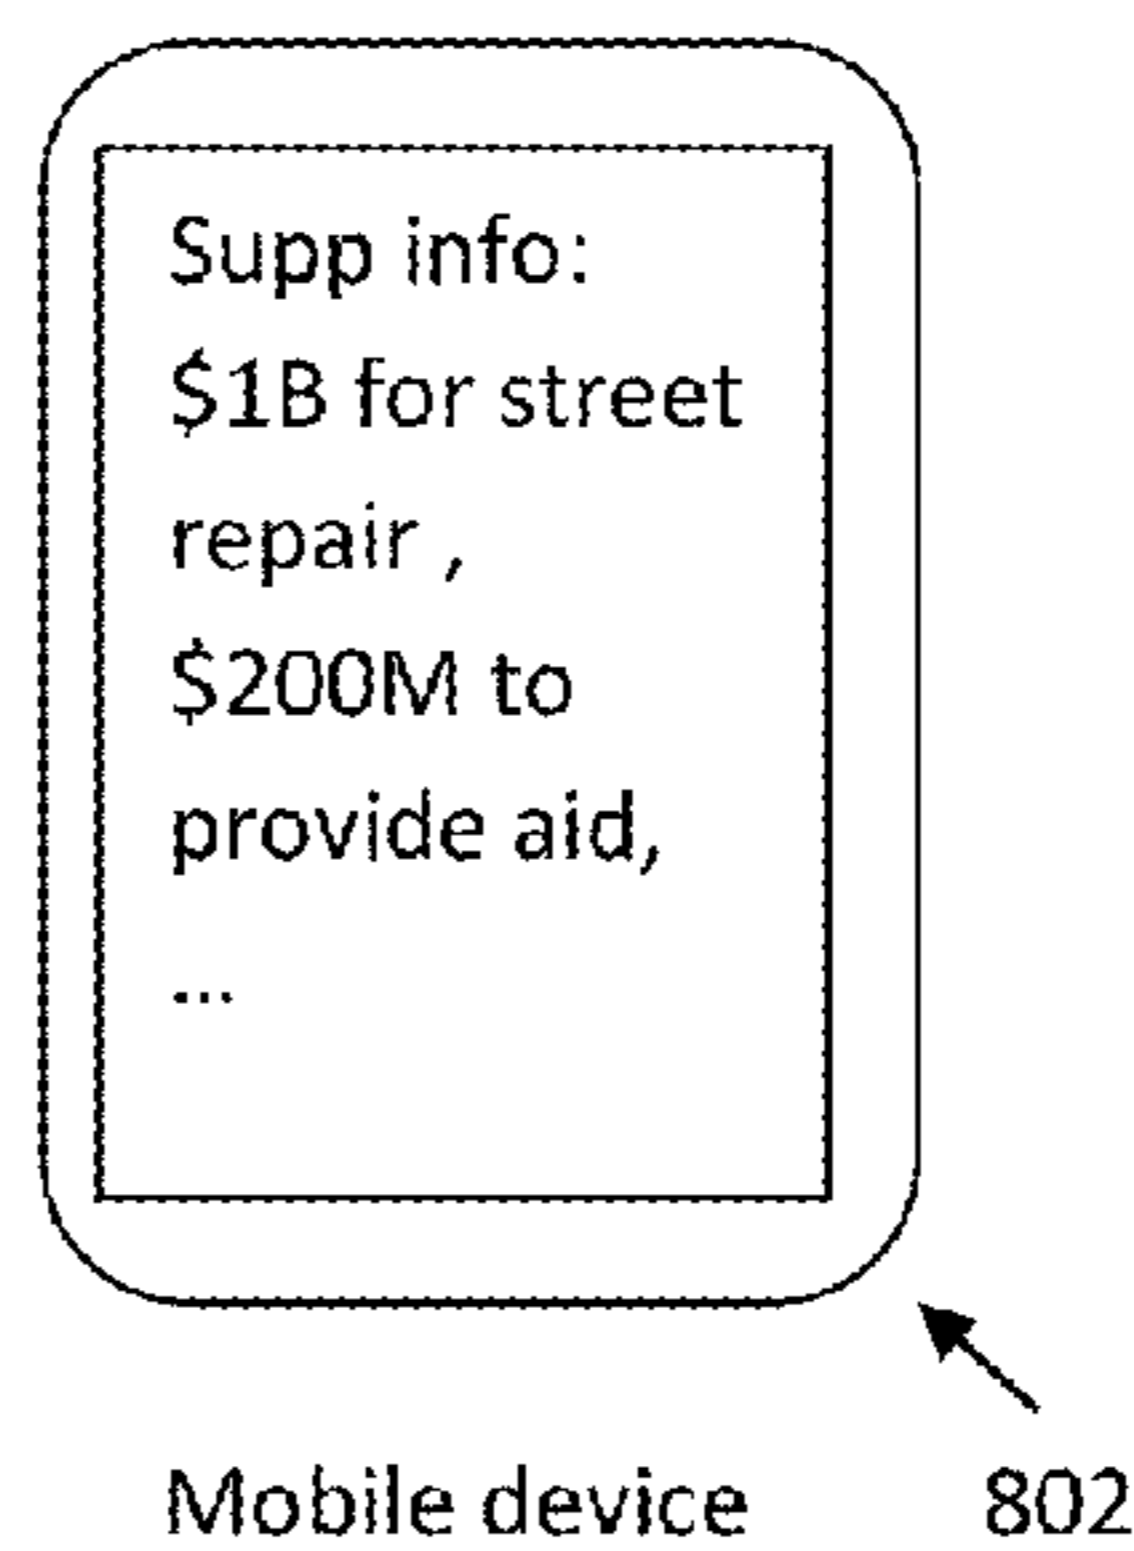 Supp info:
$1B for street
repair ,
$200M to
provide aid,
...
Mobile device 802